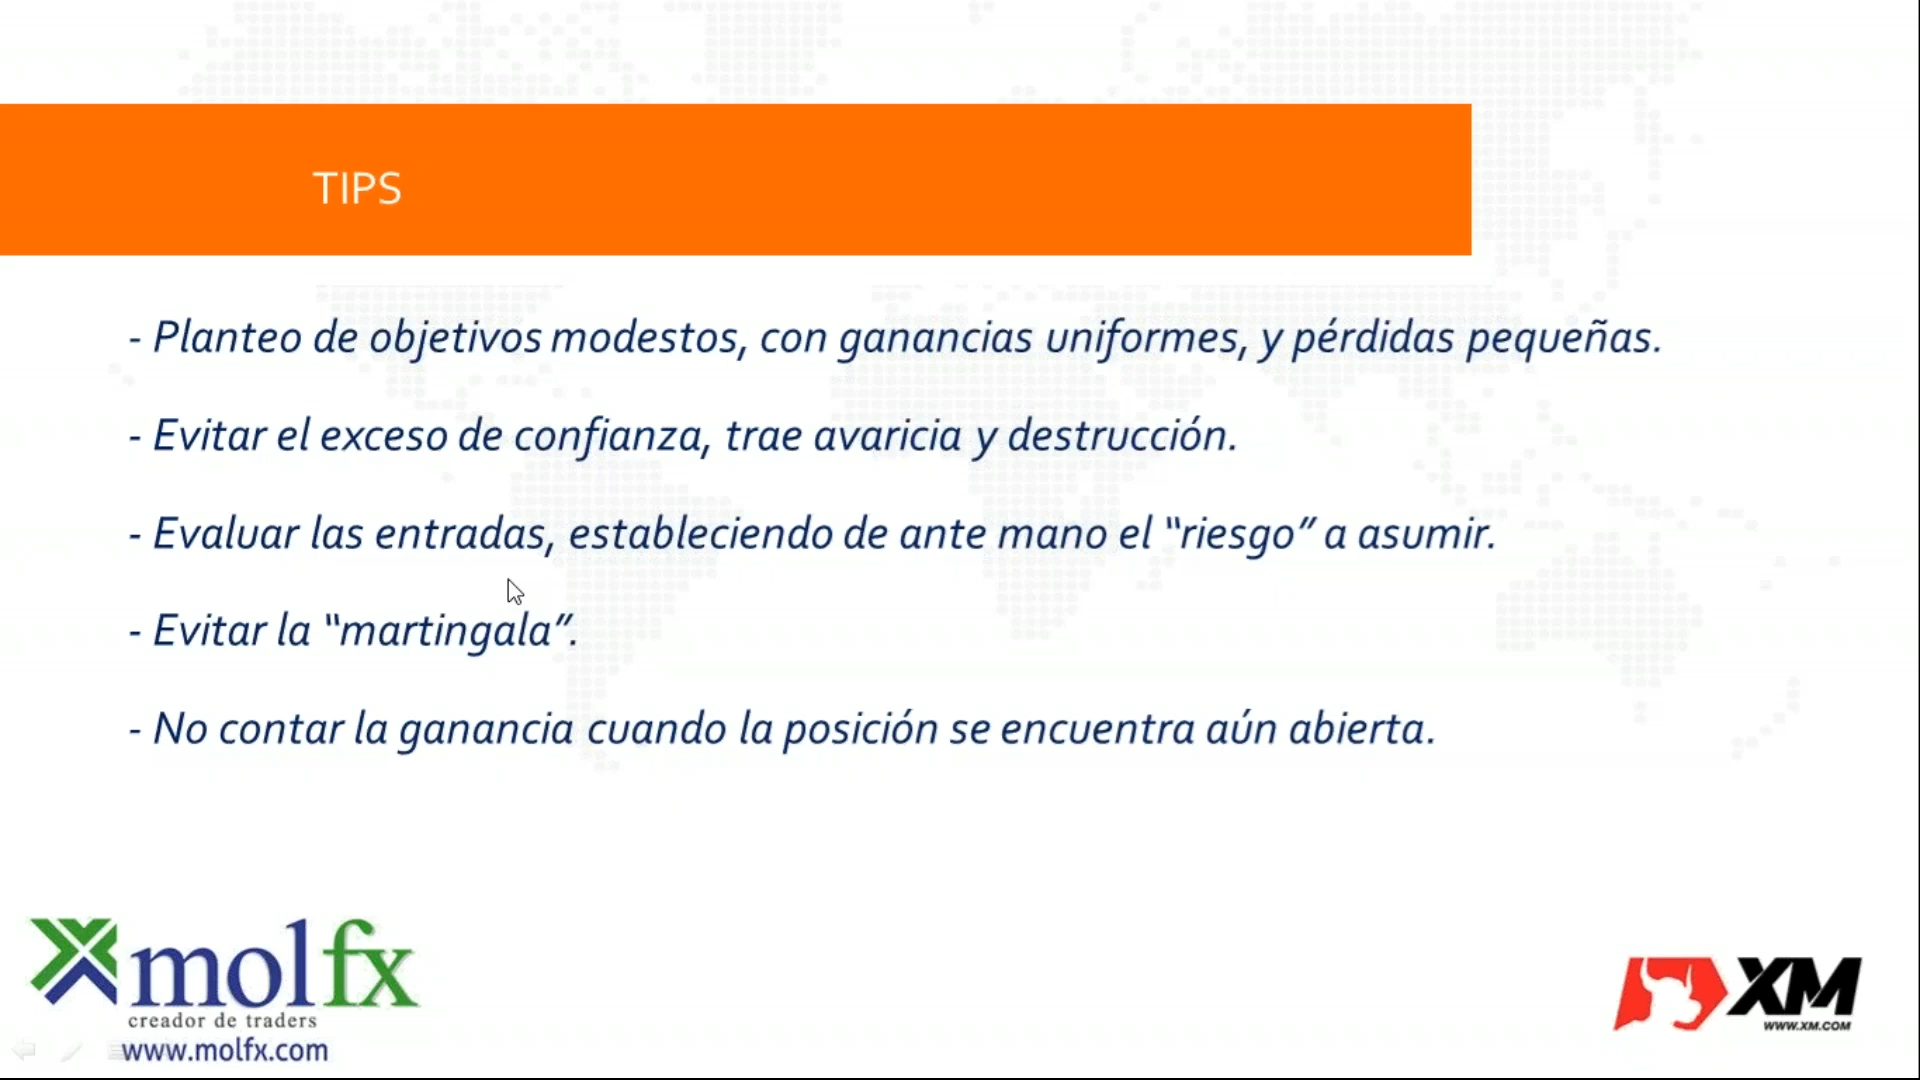 TIPS
- Planteo de objetivos modestos, con ganancias uniformes, y pérdidas pequeñas.
- Evitar el exceso de confianza, trae avaricia y destrucción.
- Evaluar las entradas, estableciendo de ante mano el “riesgo” a asumir.
- Evitar la “martingala”.
- No contar la ganancia cuando la posición se encuentra aún abierta.
molfx
creador de traders
www.molfx.com
XM
WWW.XM.COM